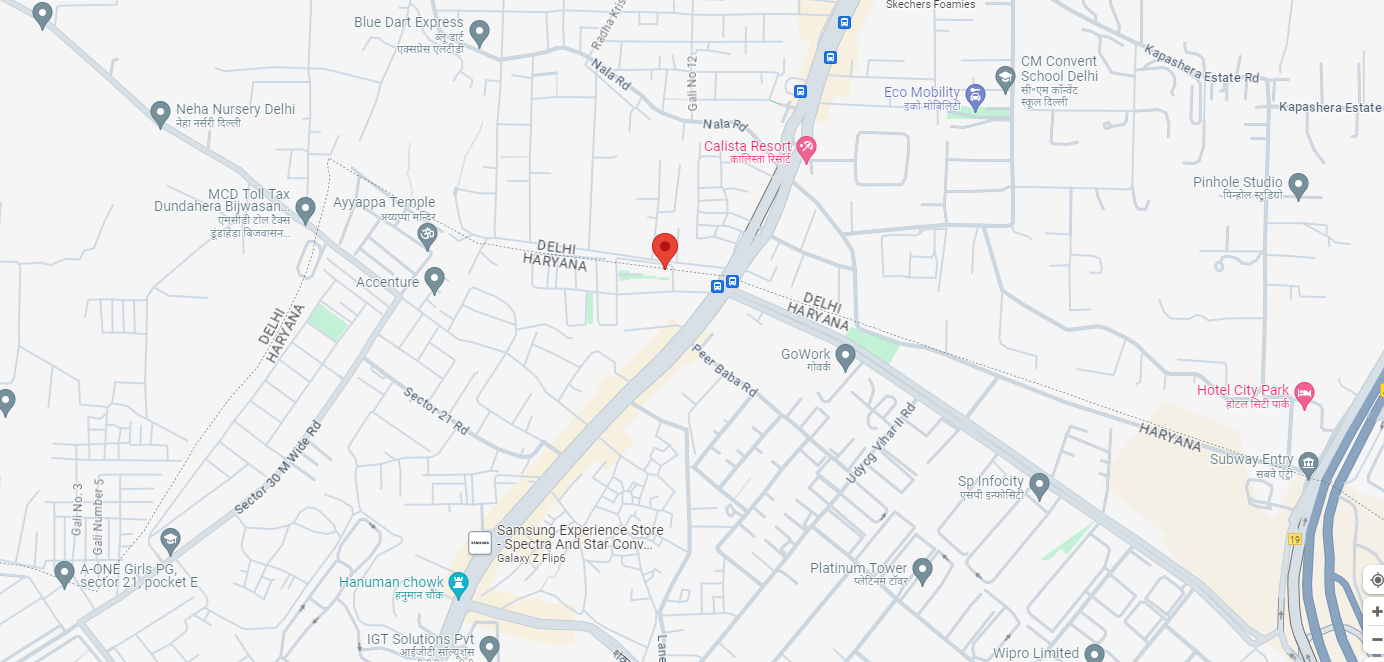 Skechers Foamies
Blue Dart Express
ब्लू डार्ट
एक्सप्रेस एलटीडी
Nala Rd
Gali No 12
Kapashera Estate Rd
CM Convent
School Delhi
सी॰एम कॉन्वेंट
स्कूल दिल्ली
Eco Mobility
इको मोबिलिटी
Kapashera Estate
Neha Nursery Delhi
नेहा नर्सरी दिल्ली
Nala Rd
Calista Resort
कालिस्ता रिसॉर्ट
Pinhole Studio
पिन्होल स्टूडियो
MCD Toll Tax
Dundahera Bijwasan...
एमसीडी टोल टैक्स
डूंडाहेडा बिजवासन...
Ayyappa Temple
अय्यप्पा मन्दिर
DELHI
HARYANA
Accenture
DELHI
HARYANA
DELHI
HARYANA
GoWork
गोवर्क
Peer Baba Rd
Hotel City Park
होटल सिटी पार्क
Sector 21 Rd
Udyog Vihar II Rd
HARYANA
Subway Entry
सबवे एंट्री
Sector 30 M Wide Rd
Sp Infocity
एसपी इन्फोसिटी
Gali No. 3
Gali Number 5
19
SAMSUNG
Samsung Experience Store
- Spectra And Star Conv...
Galaxy Z Flip6
A-ONE Girls PG,
sector 21, pocket E
Hanuman chowk
हनुमान चौक
Platinum Tower
प्लेटिनम टॉवर
IGT Solutions Pvt
आईजीटी सॉल्यूशंस
Lane
Wipro Limited